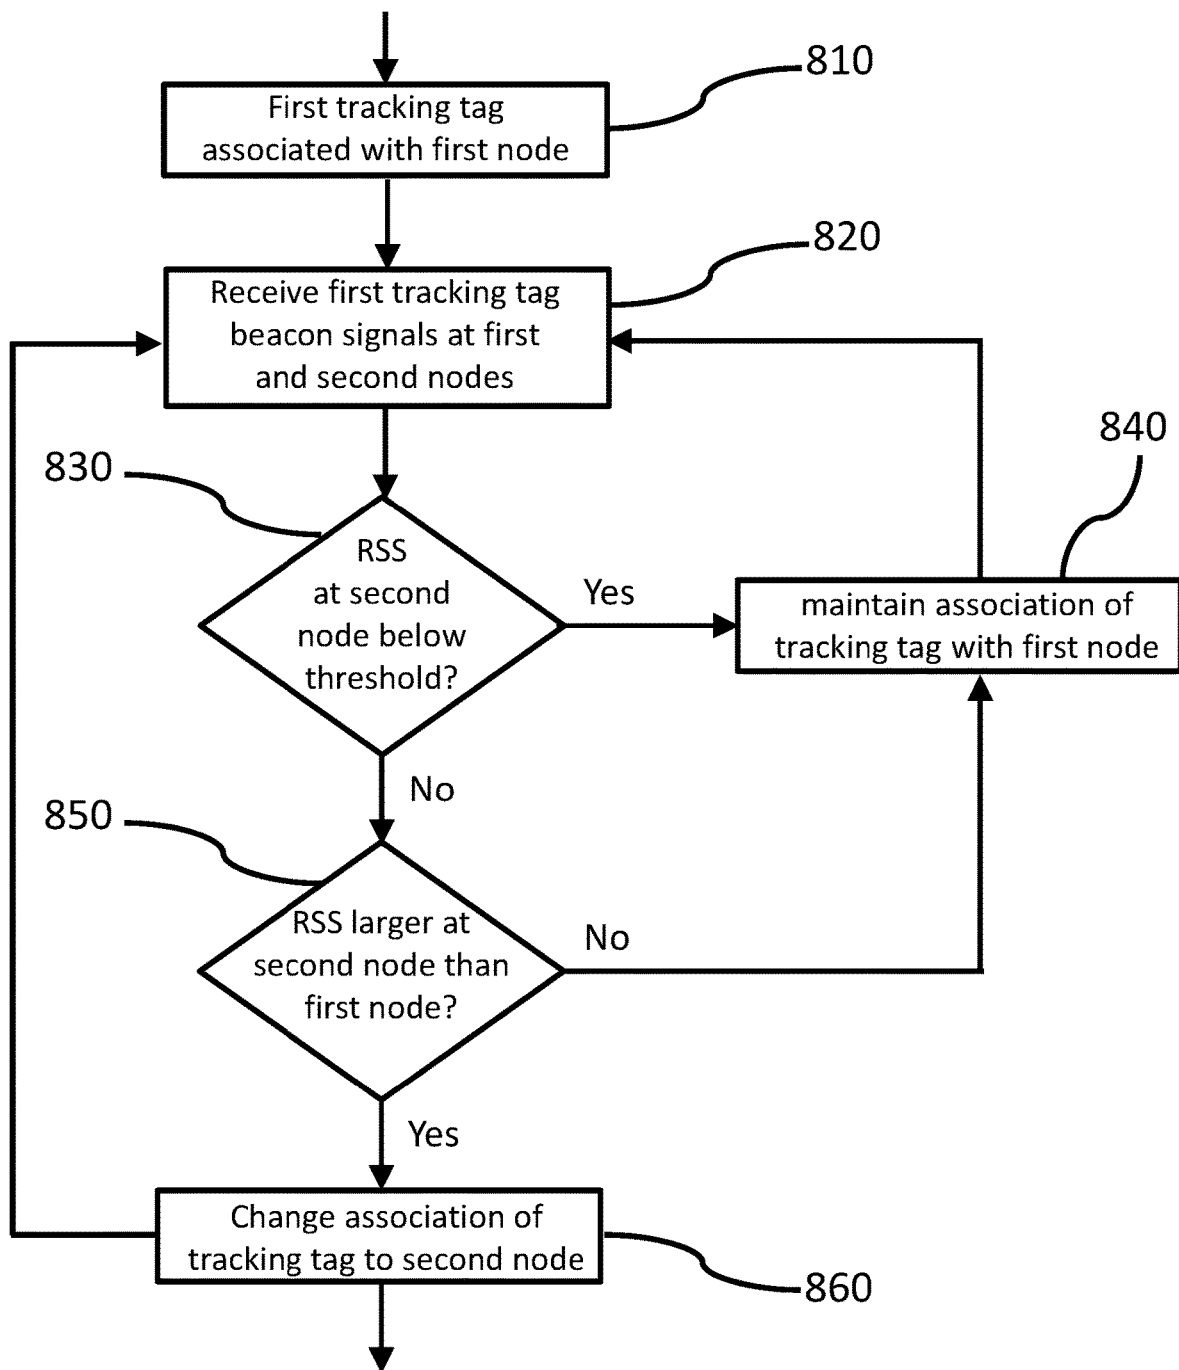 810
First tracking tag
associated with first node
820
Receive first tracking tag
beacon signals at first
and second nodes
830
840
RSS
at second
node below
threshold?
Yes
maintain association of
tracking tag with first node
No
850
RSS larger at
second node than
first node?
No
Yes
Change association of
tracking tag to second node
860